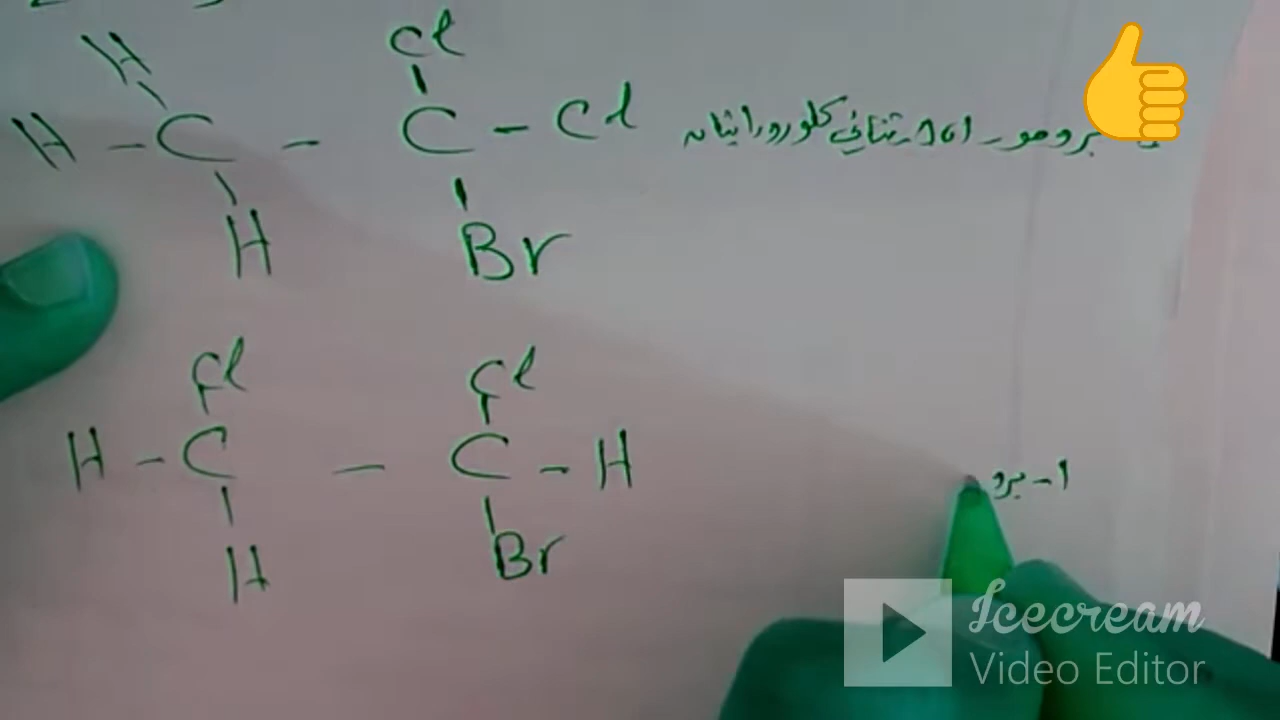 Cl
H
H - C - C - Cl برومو - ١،١ - ثنائي كلورو ايثان
H Br
Cl Cl
H - C - C - H ١ - برو
H Br
Icecream
Video Editor